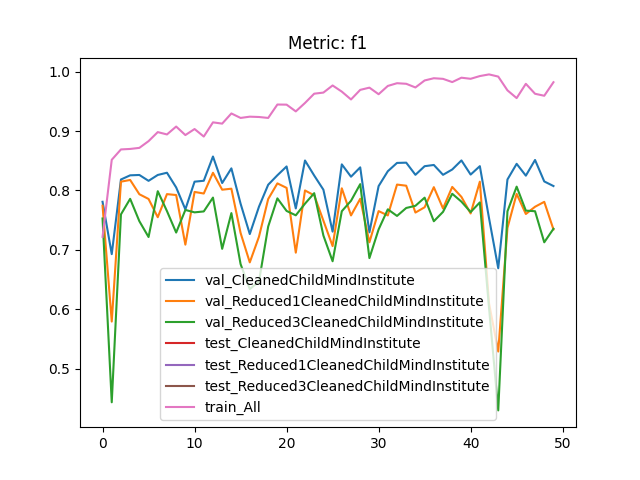 Metric: f1
1.0
0.9
0.8
0.7
0.6
0.5
val_CleanedChildMindInstitute
val_Reduced1CleanedChildMindInstitute
val_Reduced3CleanedChildMindInstitute
test_CleanedChildMindInstitute
test_Reduced1CleanedChildMindInstitute
test_Reduced3CleanedChildMindInstitute
train_All
0 10 20 30 40 50